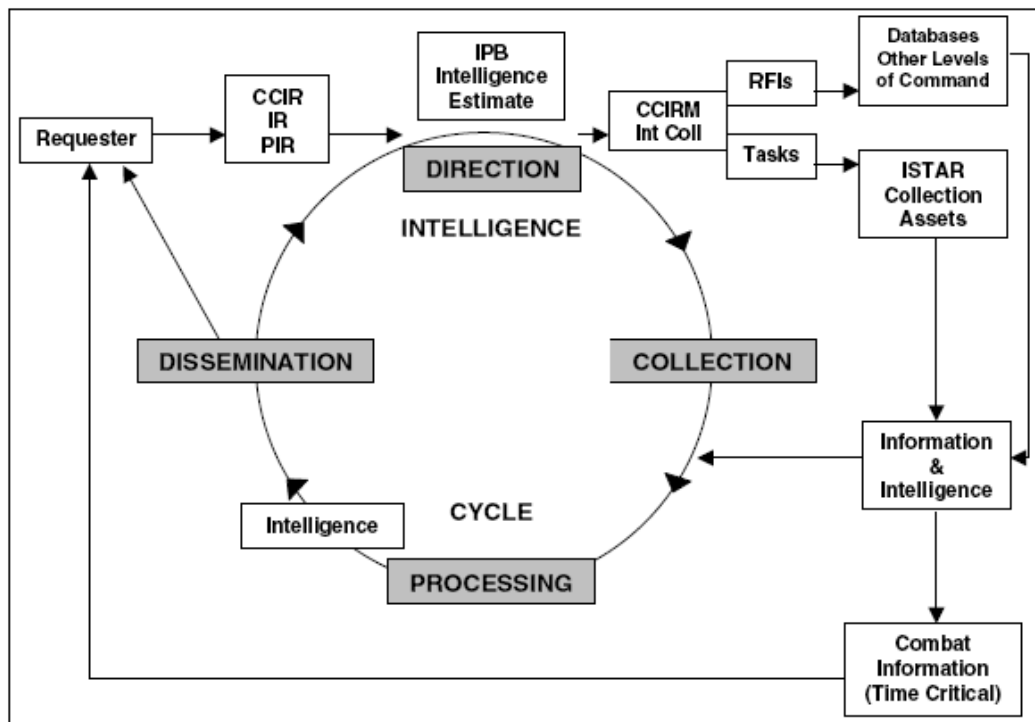 IPB
Intelligence
Estimate
Databases
Other Levels
of Command
RFIs
CCIR
IR
PIR
CCIRM
Int Coll
Requester
Tasks
DIRECTION
ISTAR
Collection
Assets
INTELLIGENCE
DISSEMINATION
COLLECTION
Information
&
Intelligence
CYCLE
Intelligence
PROCESSING
Combat
Information
(Time Critical)